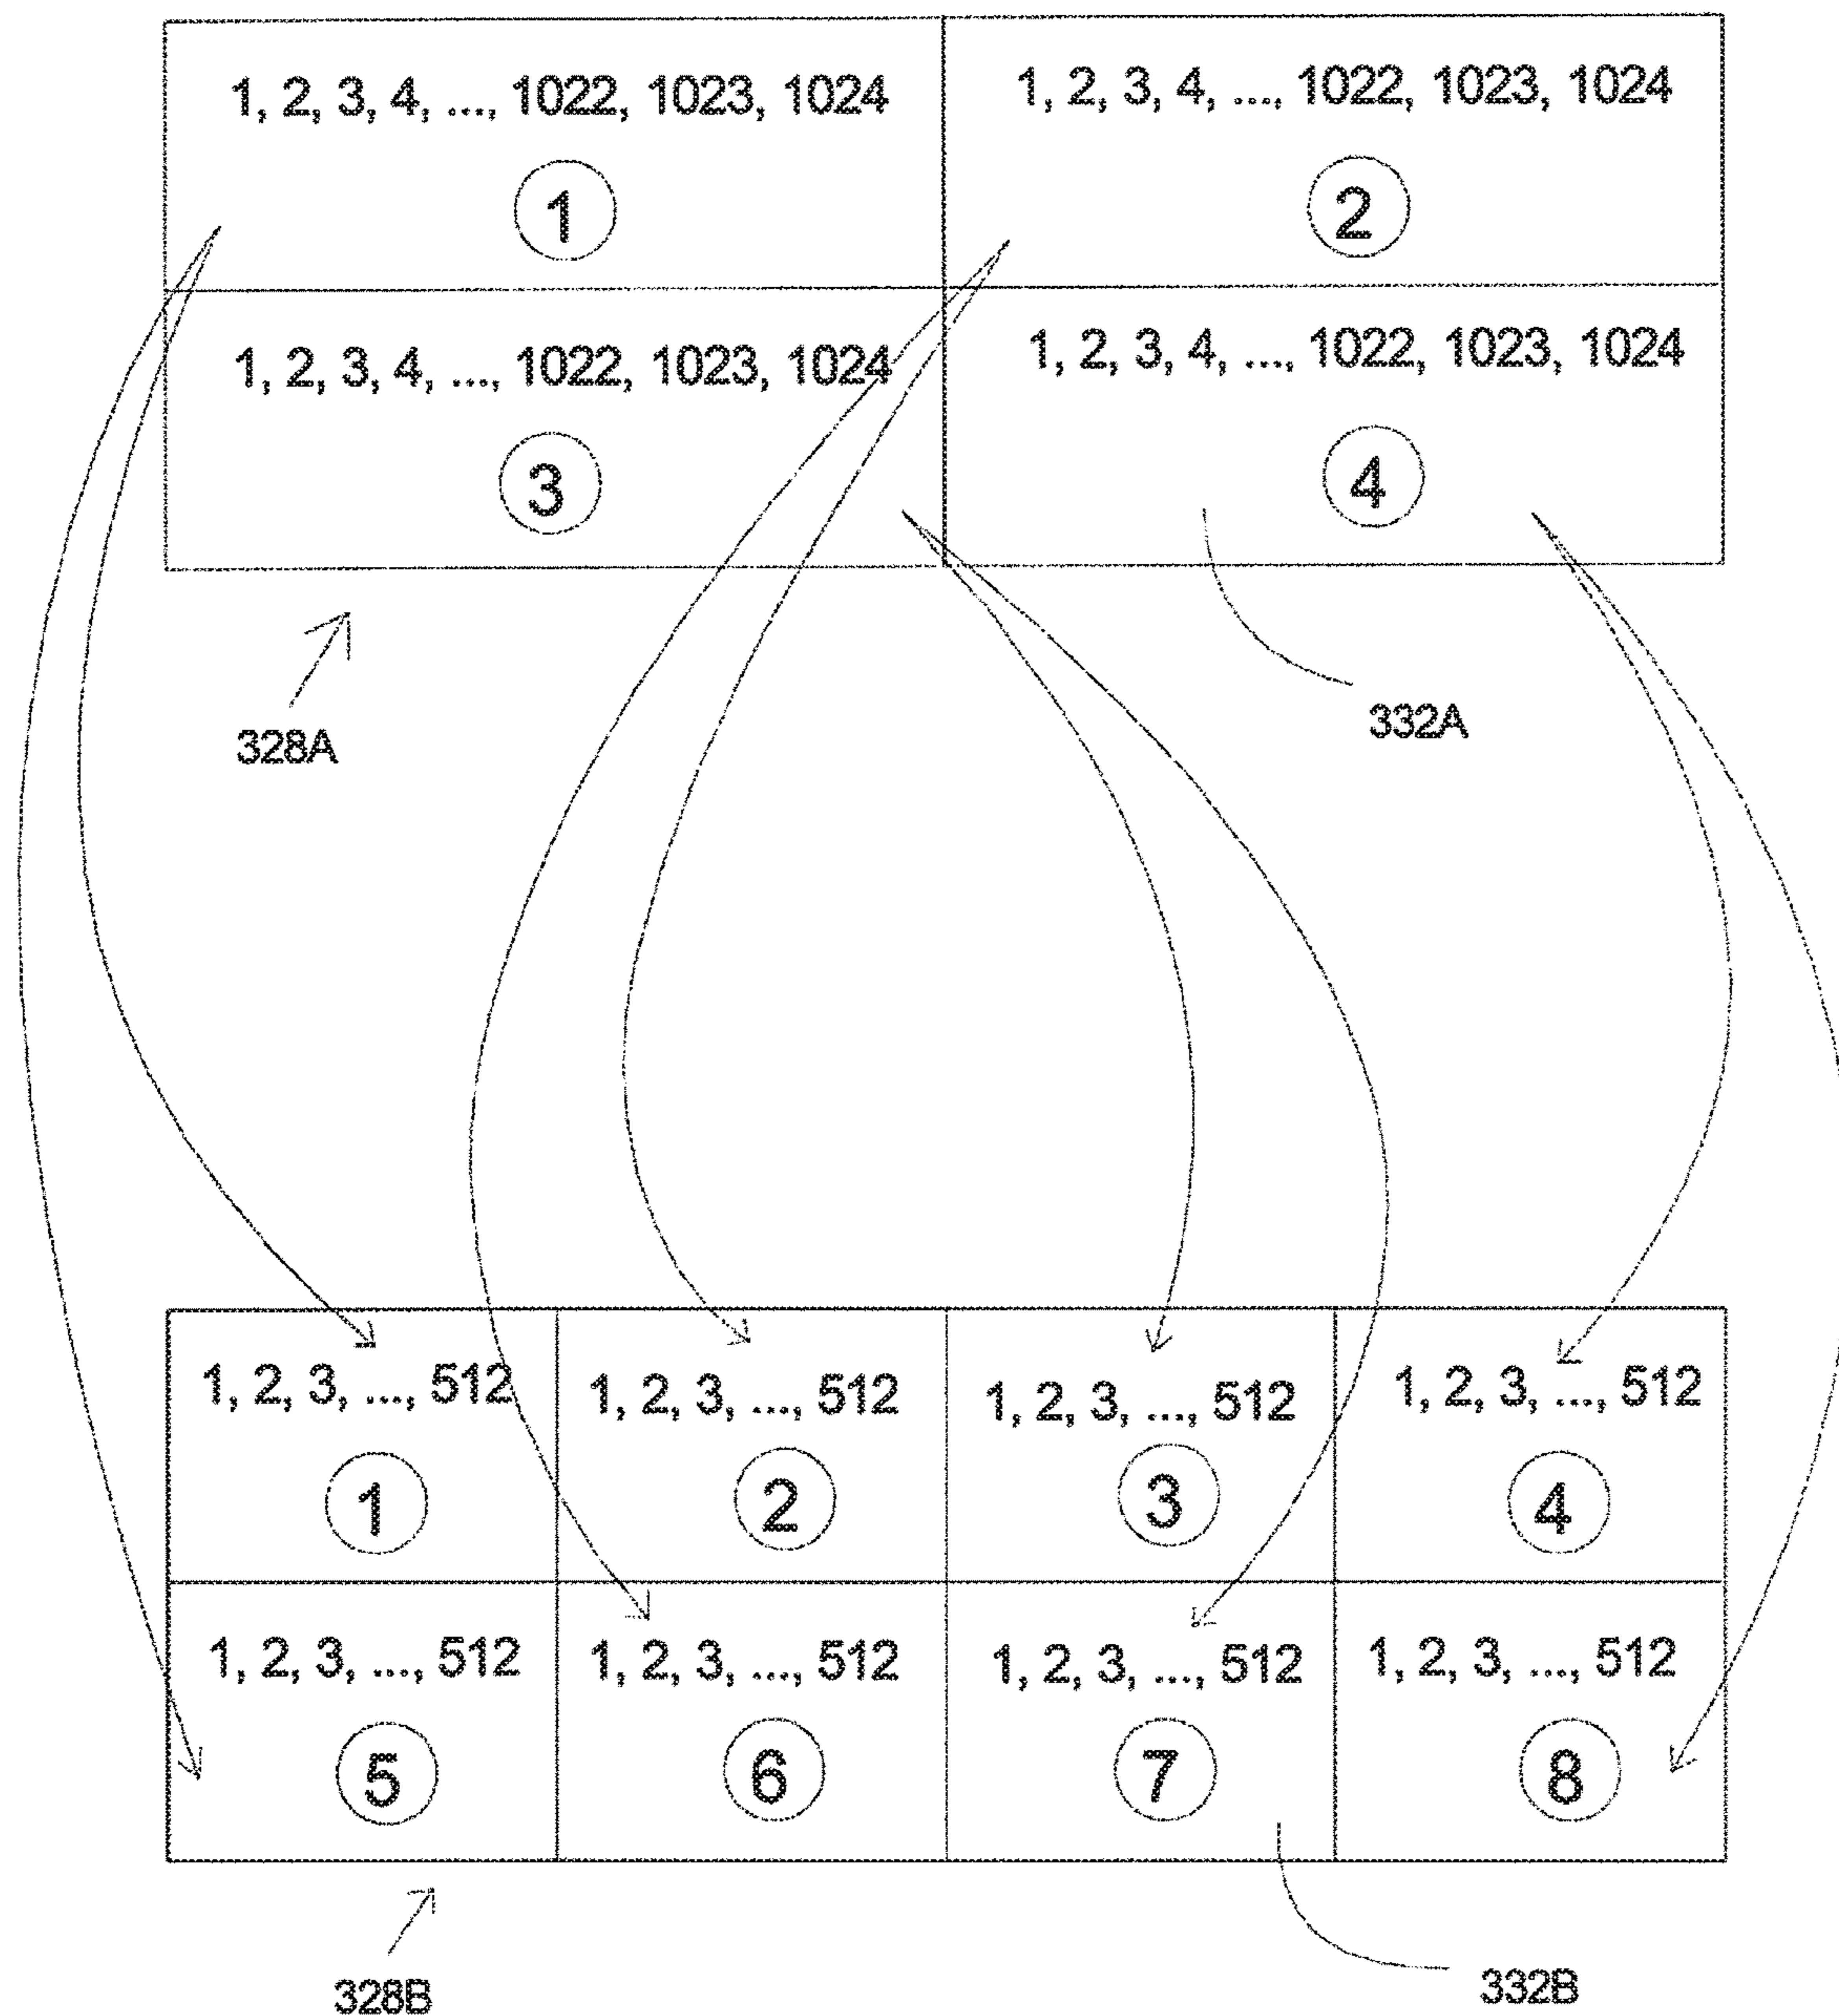 1, 2, 3, 4, ..., 1022, 1023, 1024
1, 2, 3, 4, ..., 1022, 1023, 1024
1
2
1, 2, 3, 4, ..., 1022, 1023, 1024
1, 2, 3, 4, ..., 1022, 1023, 1024
3
4
328A
332A
1, 2, 3, ..., 512
1, 2, 3, ..., 512
1, 2, 3, ..., 512
1, 2, 3, ..., 512
1
2
3
4
1, 2, 3, ..., 512
1, 2, 3, ..., 512
1, 2, 3, ..., 512
1, 2, 3, ..., 512
5
6
7
8
328B
332B